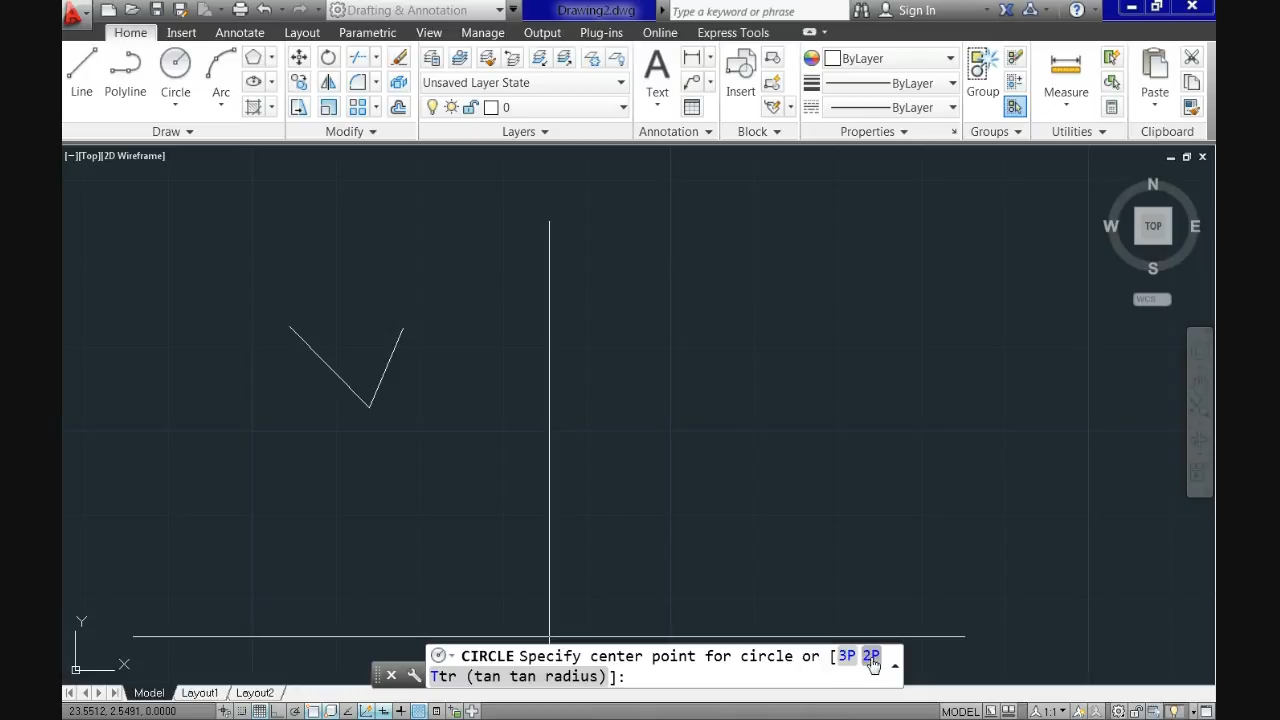 Drafting & Annotation
Drawing2.dwg
Type a keyword or phrase
Sign In
Home Insert Annotate Layout Parametric View Manage Output Plug-ins Online Express Tools
Line
Polyline
Circle
Arc
Draw
Modify
Unsaved Layer State
0
Layers
Text
Annotation
Insert
Block
ByLayer
ByLayer
ByLayer
Properties
Group
Groups
Measure
Utilities
Paste
Clipboard
[−][Top][2D Wireframe]
N
W TOP E
S
WCS
Y
X
CIRCLE Specify center point for circle or [3P 2P
Ttr (tan tan radius)]:
Model Layout1 Layout2
23.5512, 2.5491, 0.0000
MODEL
1:1